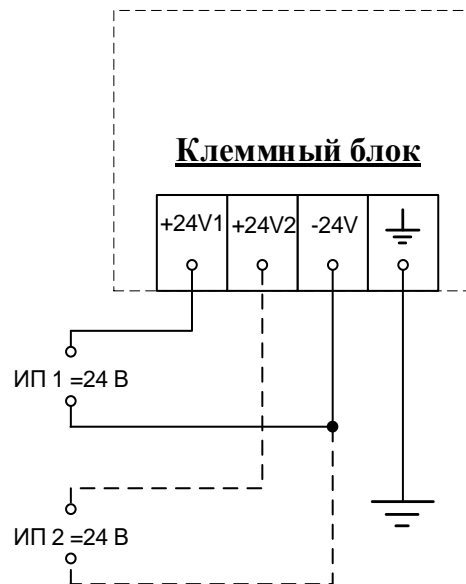 Клеммный блок
+24V1 +24V2 -24V
ИП 1 =24 В
ИП 2 =24 В